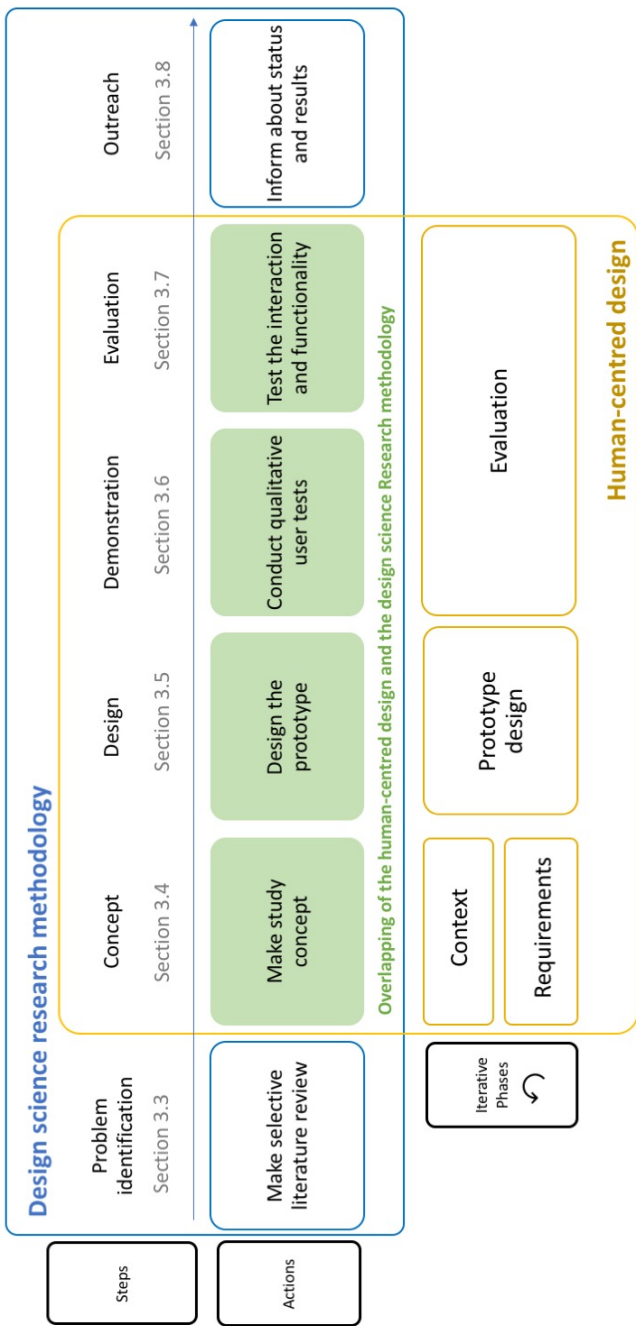 Design science research methodology
Steps
Problem
identification
Section 3.3
Concept
Section 3.4
Design
Section 3.5
Demonstration
Section 3.6
Evaluation
Section 3.7
Outreach
Section 3.8
Actions
Make selective
literature review
Make study
concept
Design the
prototype
Conduct qualitative
user tests
Test the interaction
and functionality
Inform about status
and results
Overlapping of the human-centred design and the design science Research methodology
Iterative
Phases
Context
Requirements
Prototype
design
Evaluation
Human-centred design